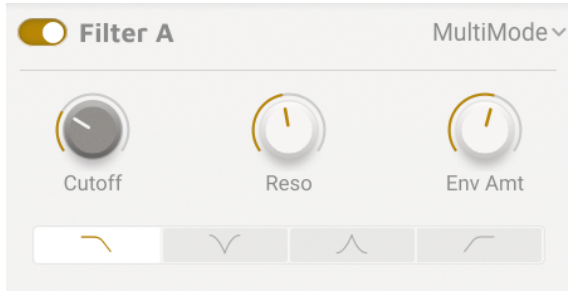 Filter A
MultiMode
Cutoff
Reso
Env Amt